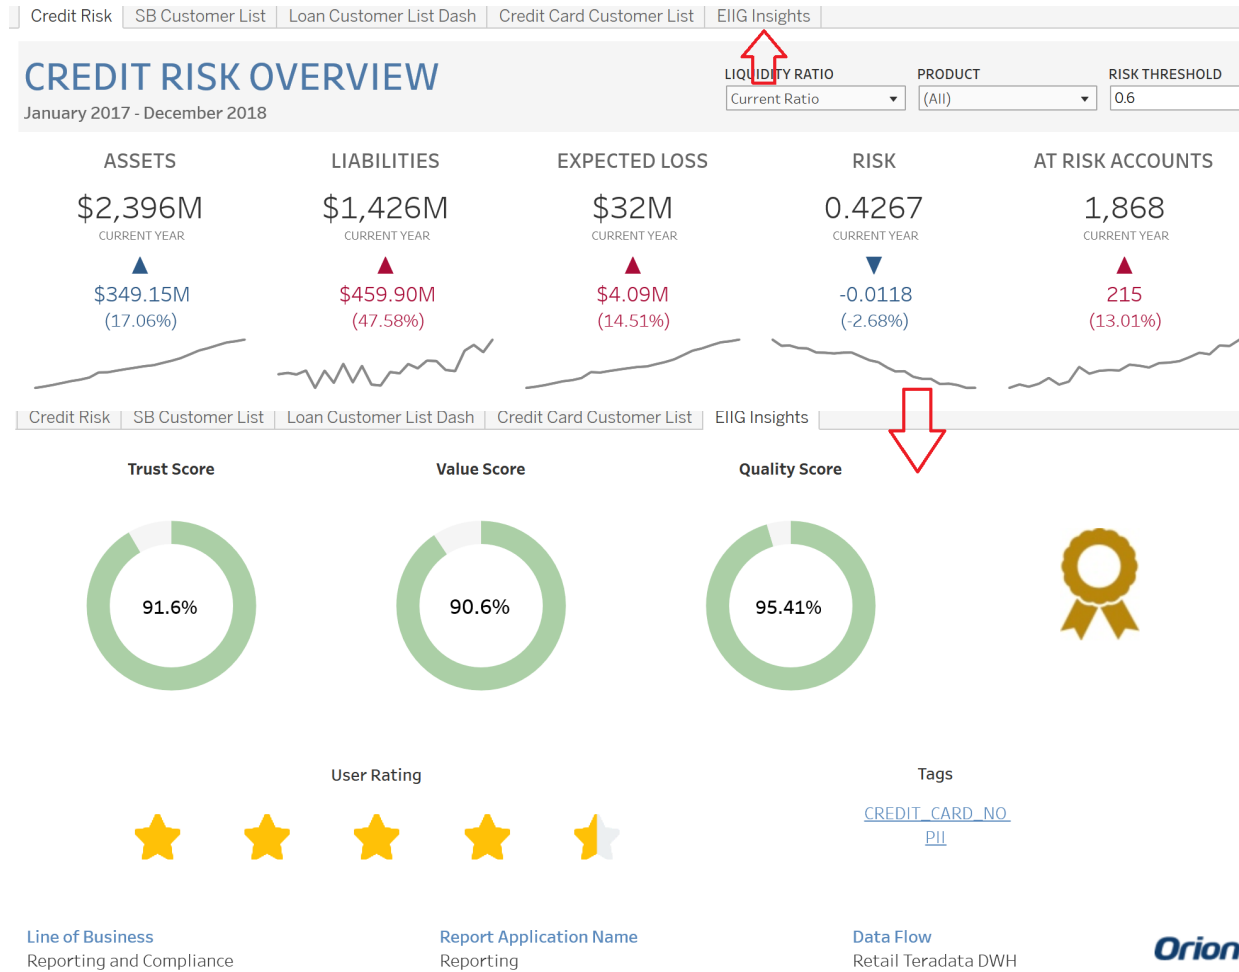 Credit Risk
SB Customer List
Loan Customer List Dash
Credit Card Customer List
EIIG Insights
CREDIT RISK OVERVIEW
January 2017 - December 2018
LIQUIDITY RATIO
PRODUCT
RISK THRESHOLD
Current Ratio
(All)
0.6
ASSETS
LIABILITIES
EXPECTED LOSS
RISK
AT RISK ACCOUNTS
$2,396M
$1,426M
$32M
0.4267
1,868
CURRENT YEAR
CURRENT YEAR
CURRENT YEAR
CURRENT YEAR
CURRENT YEAR
$349.15M
$459.90M
$4.09M
-0.0118
215
(17.06%)
(47.58%)
(14.51%)
(-2.68%)
(13.01%)
Credit Risk
SB Customer List
Loan Customer List Dash
Credit Card Customer List
EIIG Insights
Trust Score
Value Score
Quality Score
91.6%
90.6%
95.41%
User Rating
Tags
CREDIT_CARD_NO
PII
Line of Business
Report Application Name
Data Flow
Reporting and Compliance
Reporting
Retail Teradata DWH
Orion